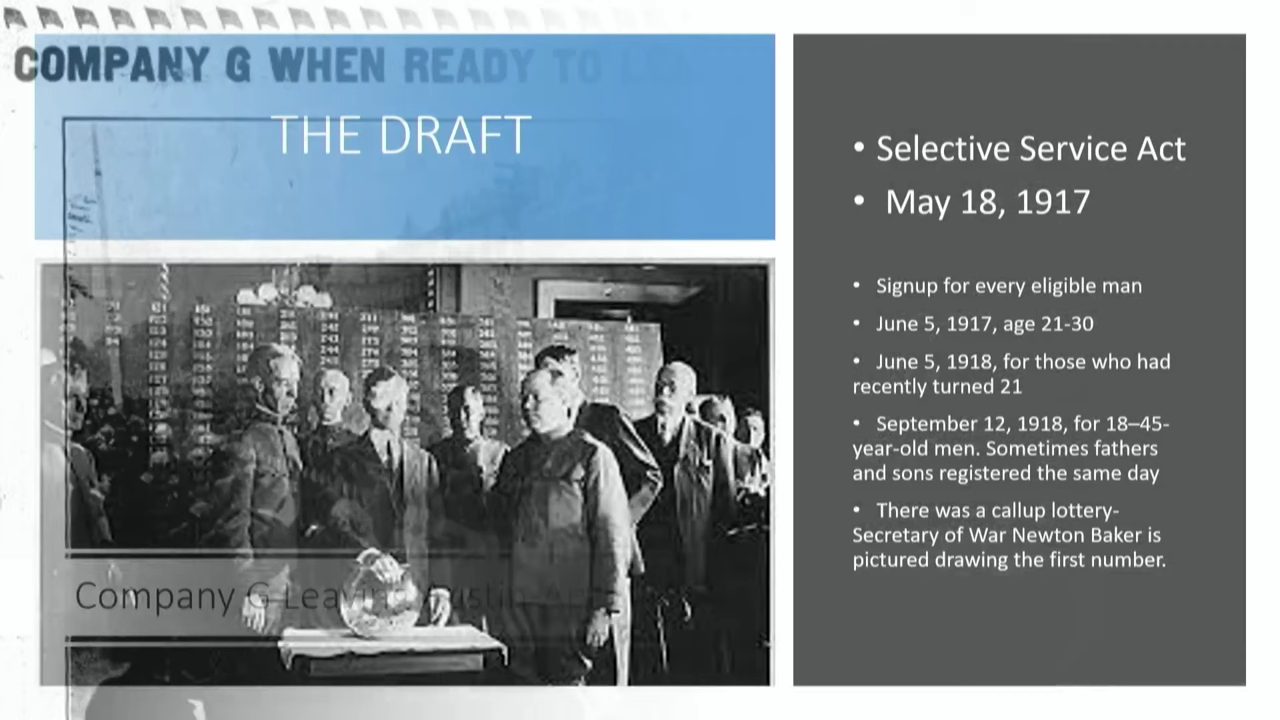 COMPANY G WHEN READY TO
THE DRAFT
• Selective Service Act
• May 18, 1917
• Signup for every eligible man
• June 5, 1917, age 21-30
• June 5, 1918, for those who had
recently turned 21
• September 12, 1918, for 18–45-
year-old men. Sometimes fathers
and sons registered the same day
• There was a callup lottery-
Secretary of War Newton Baker is
pictured drawing the first number.
Company G Leaving